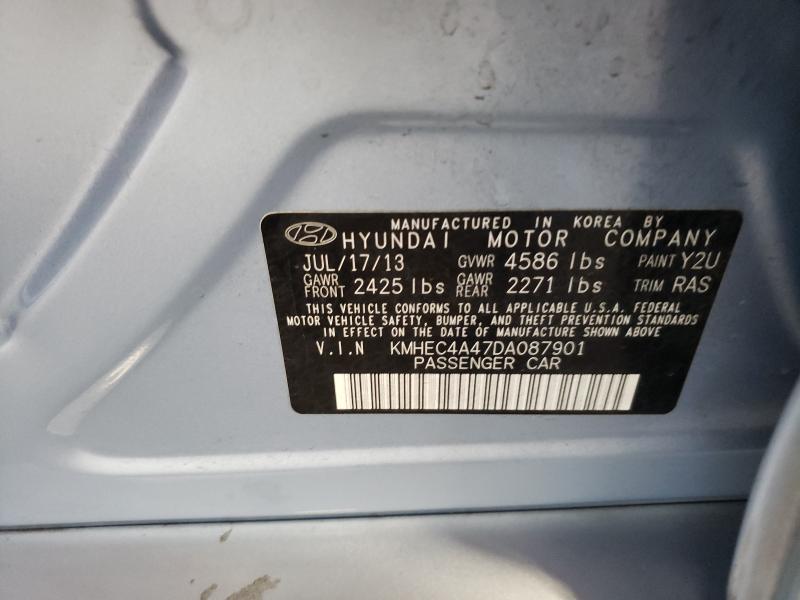 MANUFACTURED IN KOREA BY
HYUNDAI MOTOR COMPANY
JUL/17/13 GVWR 4586 lbs PAINT Y2U
GAWR FRONT 2425 lbs GAWR REAR 2271 lbs TRIM RAS
THIS VEHICLE CONFORMS TO ALL APPLICABLE U.S.A. FEDERAL
MOTOR VEHICLE SAFETY, BUMPER, AND THEFT PREVENTION STANDARDS
IN EFFECT ON THE DATE OF MANUFACTURE SHOWN ABOVE
V.I.N KMHEC4A47DA087901
PASSENGER CAR